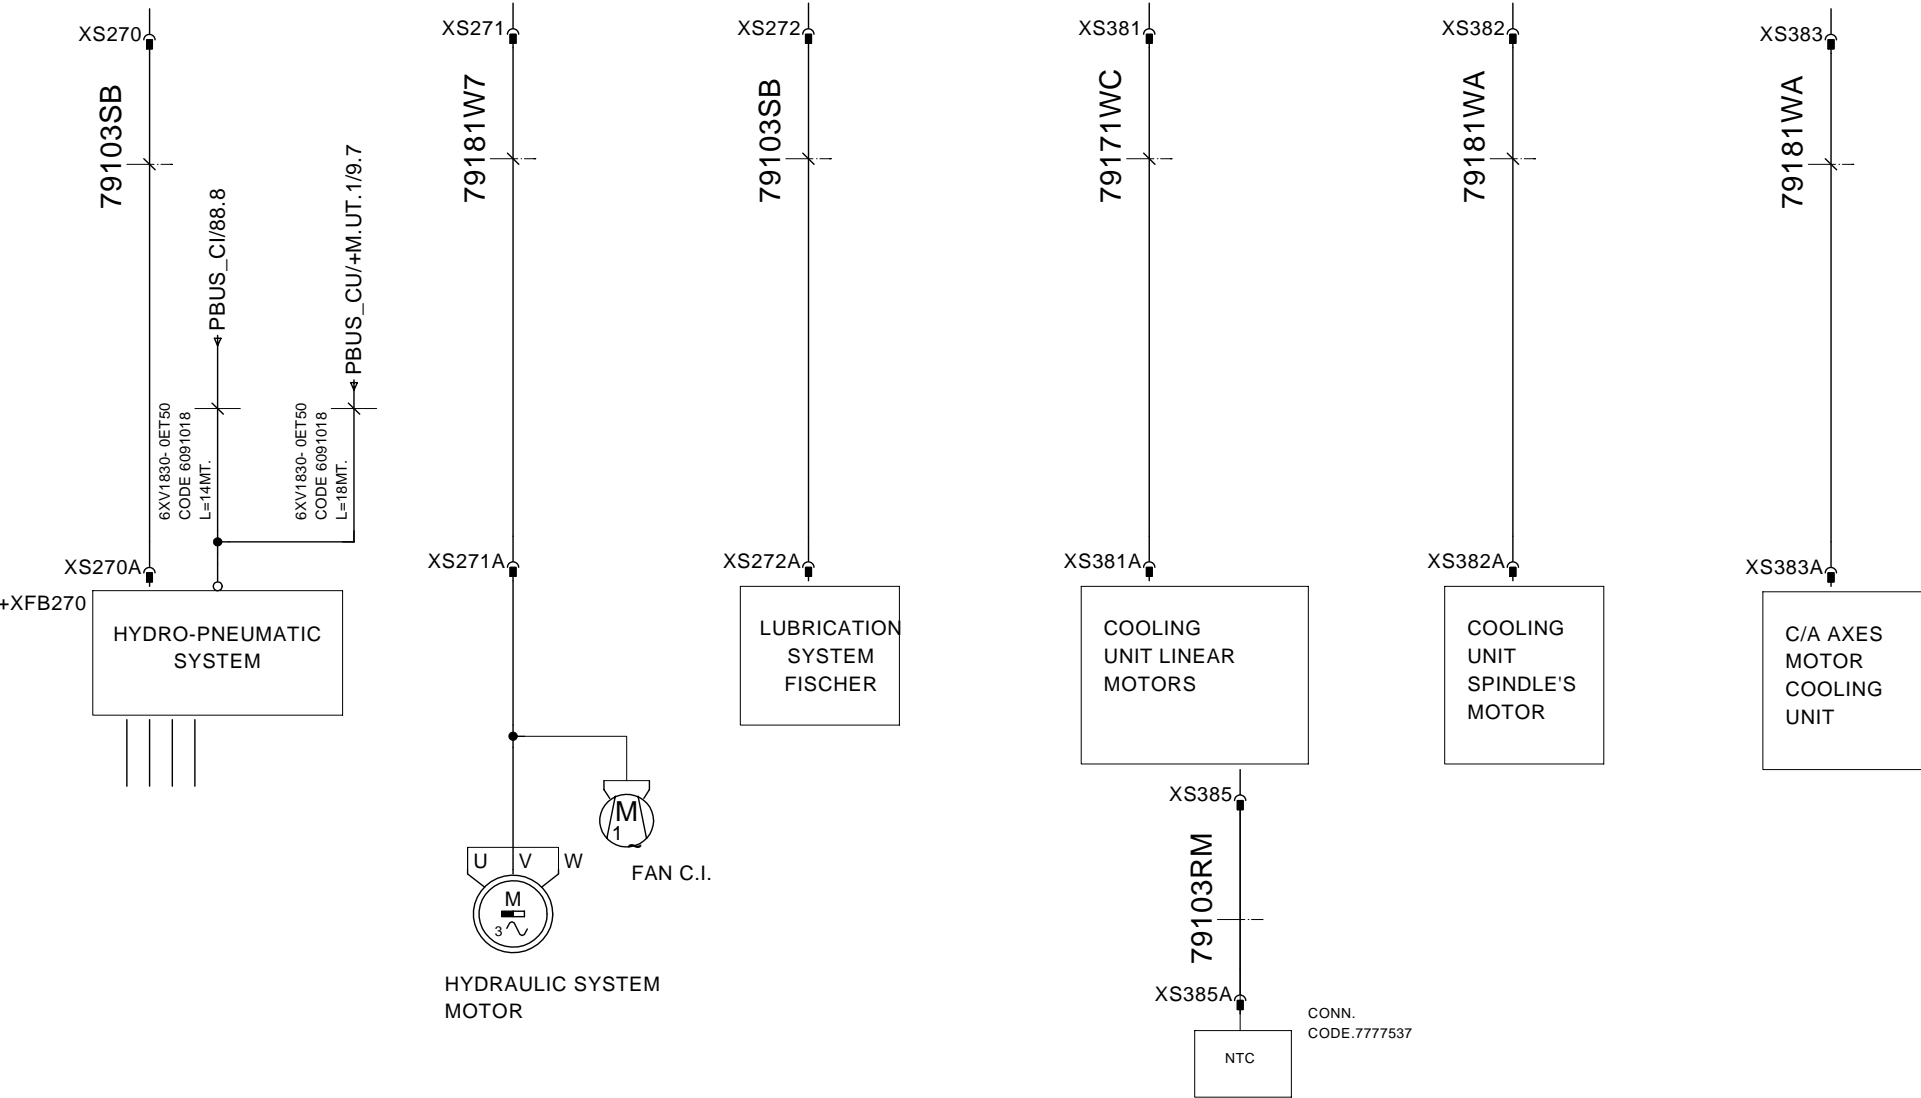 XS270
XS271
XS272
XS381
XS382
XS383
79103SB
79181W7
79103SB
79171WC
79181WA
79181WA
PBUS_CI/88.8
PBUS_CU/+M.UT.1/9.7
6XV1830- 0ET50
CODE 6091018
L=14MT.
6XV1830- 0ET50
CODE 6091018
L=18MT.
XS270A
XS271A
XS272A
XS381A
XS382A
XS383A
+XFB270
HYDRO-PNEUMATIC
SYSTEM
LUBRICATION
SYSTEM
FISCHER
COOLING
UNIT LINEAR
MOTORS
COOLING
UNIT
SPINDLE'S
MOTOR
C/A AXES
MOTOR
COOLING
UNIT
M
1
~
FAN C.I.
U V W
M
3
HYDRAULIC SYSTEM
MOTOR
XS385
79103RM
XS385A
CONN.
CODE.7777537
NTC